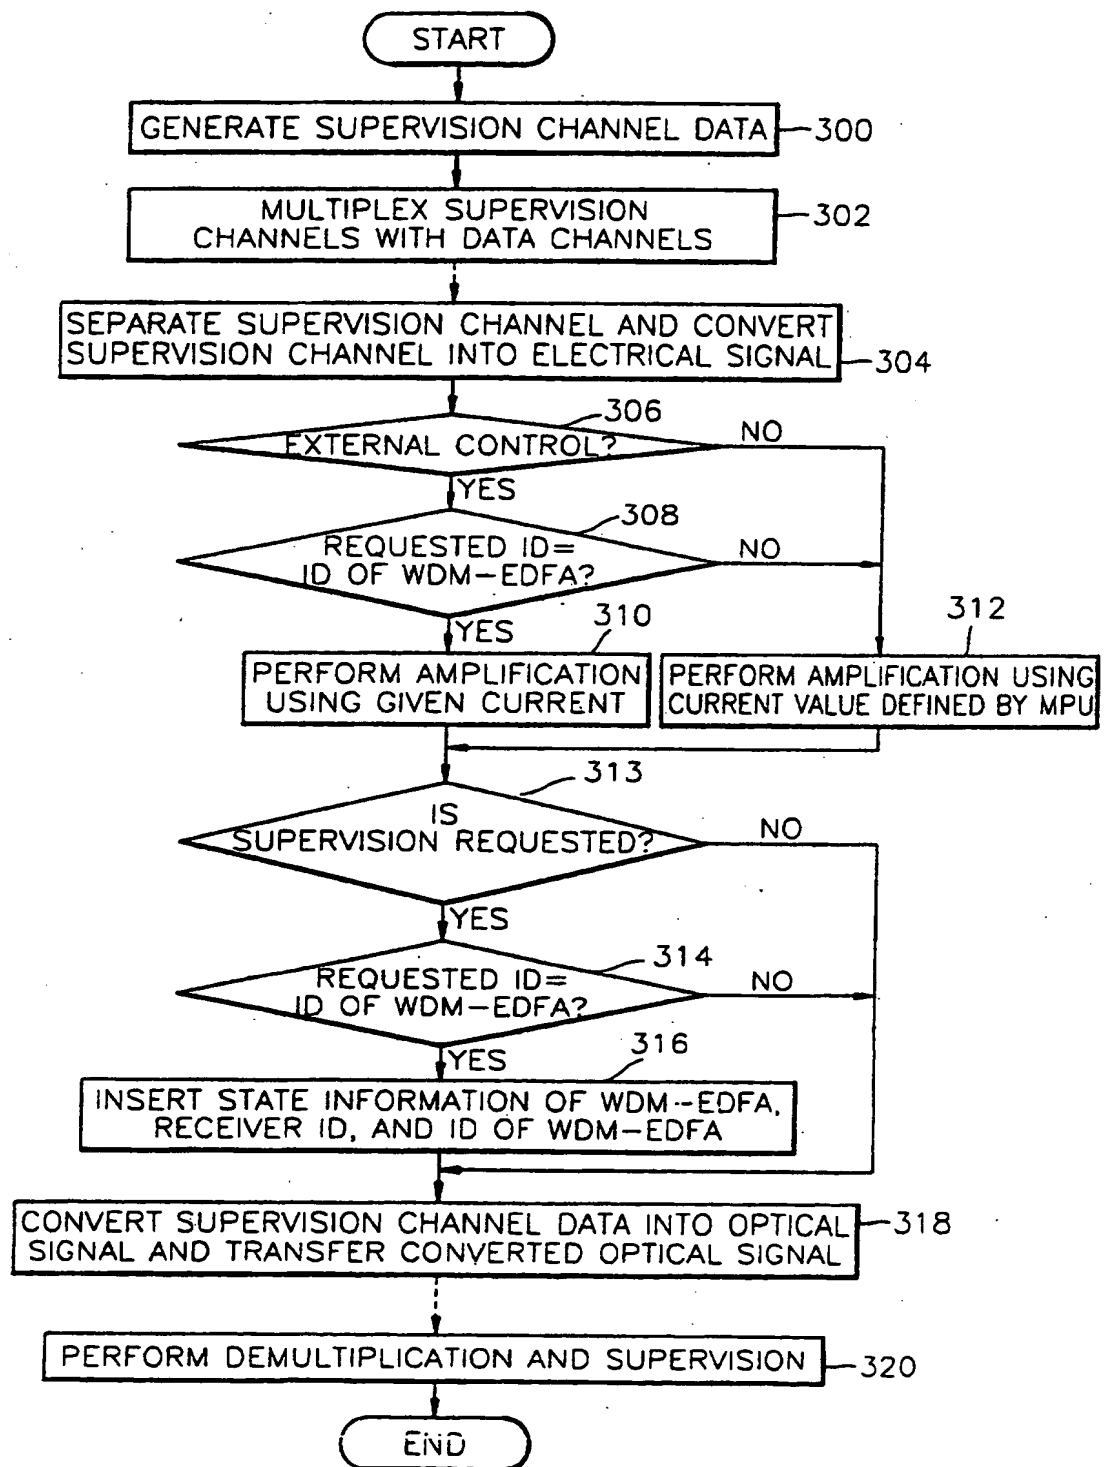 START
GENERATE SUPERVISION CHANNEL DATA
300
MULTIPLEX SUPERVISION
CHANNELS WITH DATA CHANNELS
302
SEPARATE SUPERVISION CHANNEL AND CONVERT
SUPERVISION CHANNEL INTO ELECTRICAL SIGNAL
304
306
EXTERNAL CONTROL?
NO
YES
308
REQUESTED ID=
ID OF WDM-EDFA?
NO
YES
310
312
PERFORM AMPLIFICATION
USING GIVEN CURRENT
PERFORM AMPLIFICATION USING
CURRENT VALUE DEFINED BY MPU
313
IS
SUPERVISION REQUESTED?
NO
YES
314
REQUESTED ID=
ID OF WDM-EDFA?
NO
YES
316
INSERT STATE INFORMATION OF WDM-EDFA,
RECEIVER ID, AND ID OF WDM-EDFA
CONVERT SUPERVISION CHANNEL DATA INTO OPTICAL
SIGNAL AND TRANSFER CONVERTED OPTICAL SIGNAL
318
PERFORM DEMULTIPLICATION AND SUPERVISION
320
END